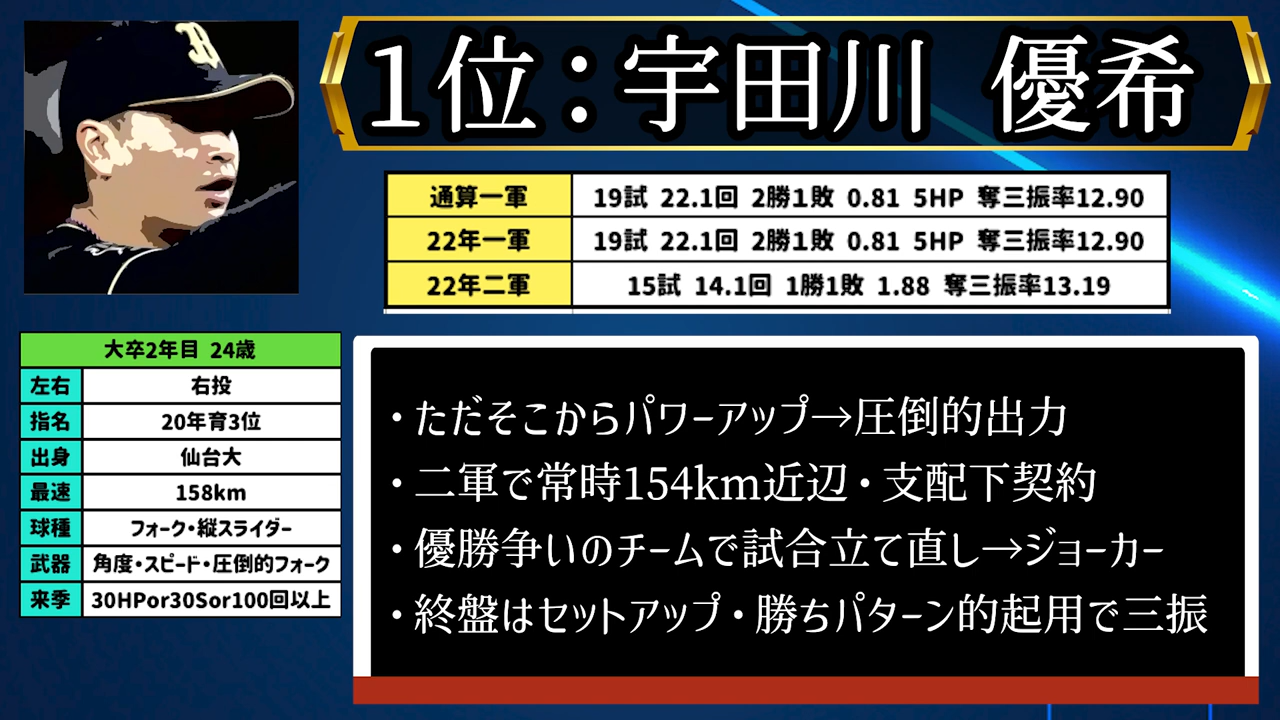 B
1位：宇田川 優希
通算一軍 19試 22.1回 2勝1敗 0.81 5HP 奪三振率12.90
22年一軍 19試 22.1回 2勝1敗 0.81 5HP 奪三振率12.90
22年二軍 15試 14.1回 1勝1敗 1.88 奪三振率13.19
大卒2年目 24歳
左右 右投
指名 20年育3位
出身 仙台大
最速 158km
球種 フォーク・縦スライダー
武器 角度・スピード・圧倒的フォーク
来季 30HPor30Sor100回以上
・ただそこからパワーアップ→圧倒的出力
・二軍で常時154km近辺・支配下契約
・優勝争いのチームで試合立て直し→ジョーカー
・終盤はセットアップ・勝ちパターン的起用で三振